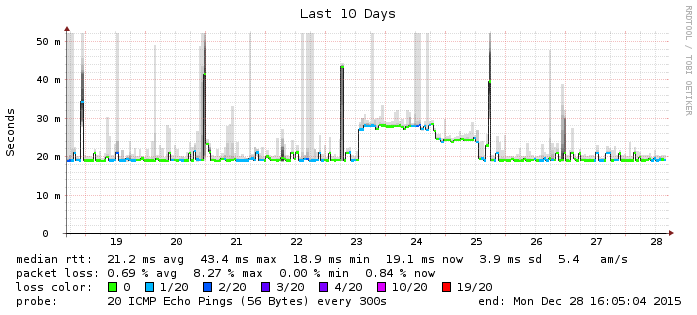 Last 10 Days
RRDTOOL / TOBI OETIKER
Seconds
50 m
40 m
30 m
20 m
10 m
0
19 20 21 22 23 24 25 26 27 28
median rtt: 21.2 ms avg 43.4 ms max 18.9 ms min 19.1 ms now 3.9 ms sd 5.4 am/s
packet loss: 0.69 % avg 8.27 % max 0.00 % min 0.84 % now
loss color: 0 1/20 2/20 3/20 4/20 10/20 19/20
probe: 20 ICMP Echo Pings (56 Bytes) every 300s end: Mon Dec 28 16:05:04 2015